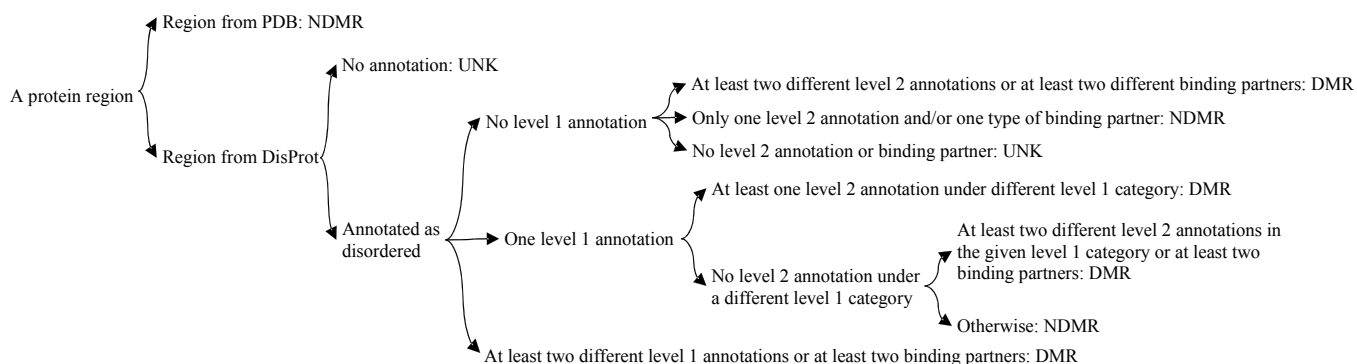 Region from PDB: NDMR
No annotation: UNK
A protein region
Region from DisProt
At least two different level 2 annotations or at least two different binding partners: DMR
No level 1 annotation
Only one level 2 annotation and/or one type of binding partner: NDMR
No level 2 annotation or binding partner: UNK
Annotated as
disordered
At least one level 2 annotation under different level 1 category: DMR
One level 1 annotation
At least two different level 2 annotations in
the given level 1 category or at least two
binding partners: DMR
No level 2 annotation under
a different level 1 category
Otherwise: NDMR
At least two different level 1 annotations or at least two binding partners: DMR